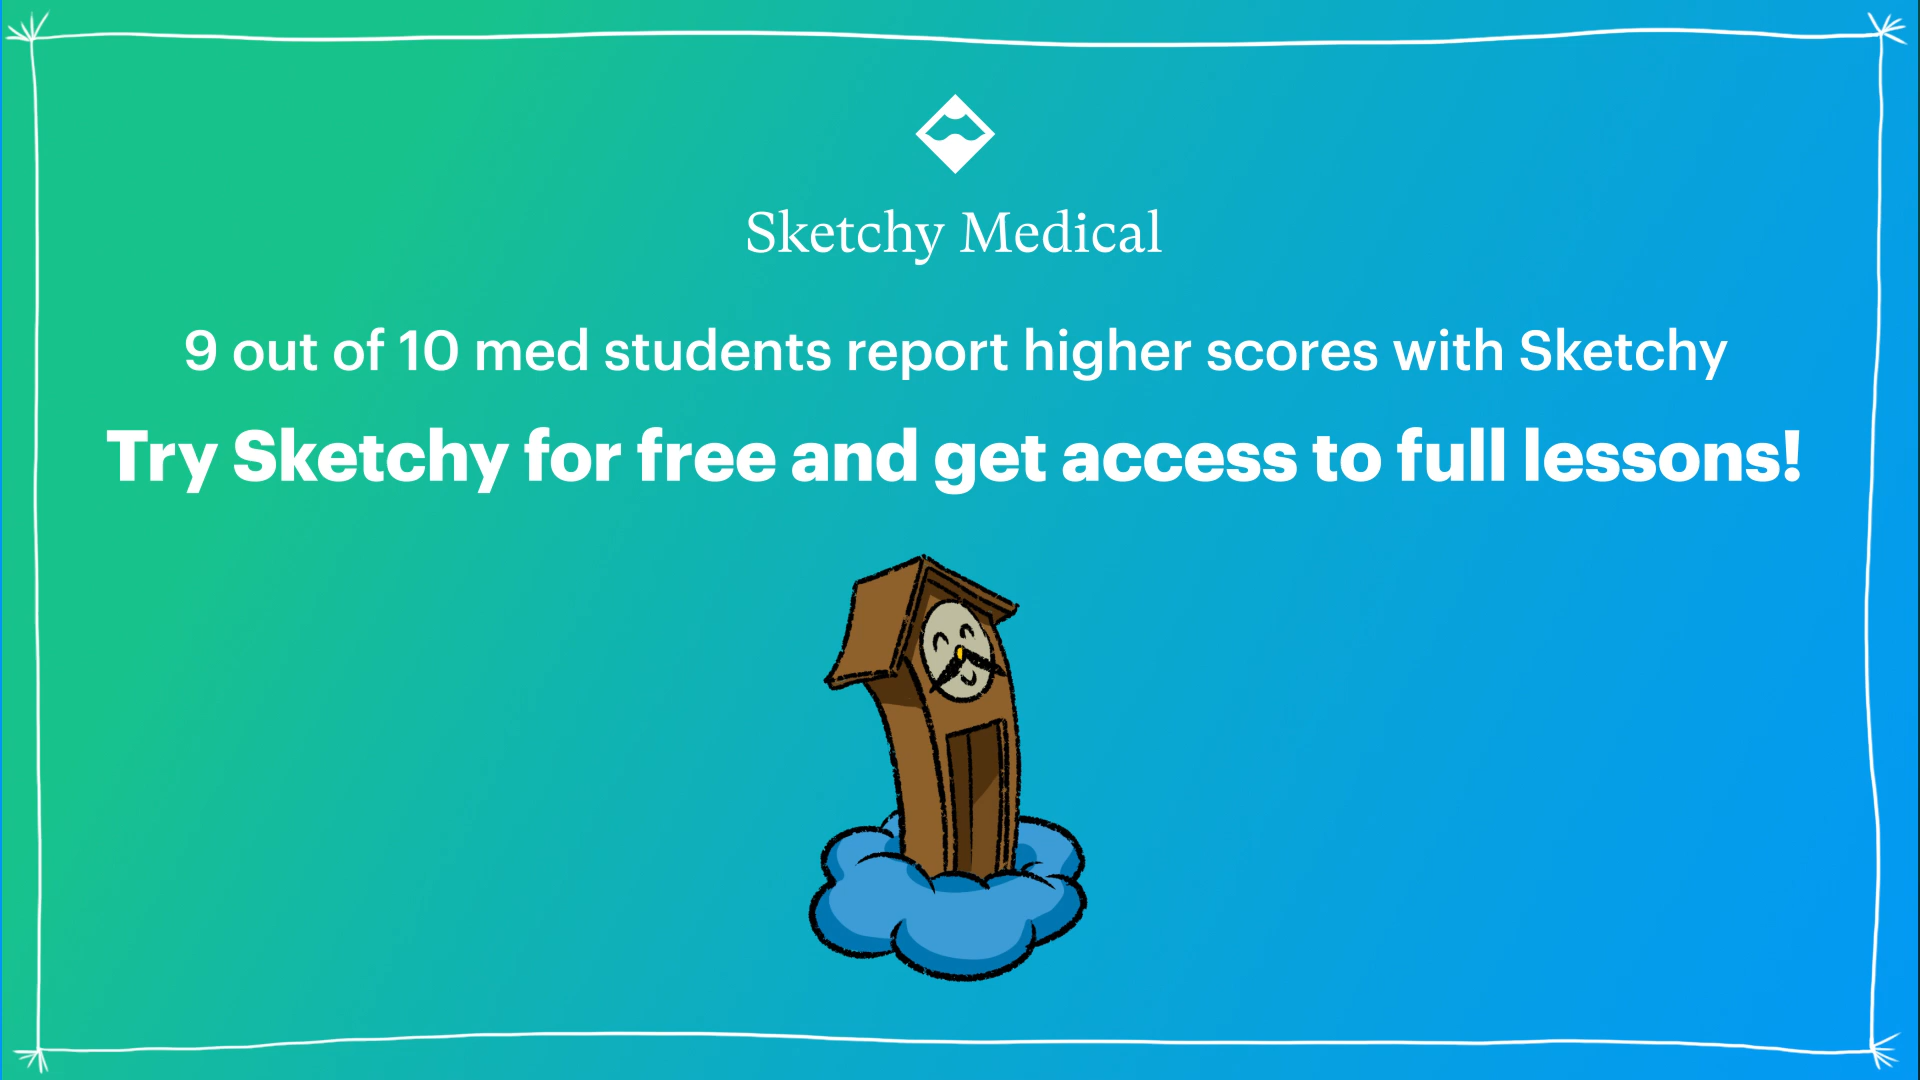 Sketchy Medical
9 out of 10 med students report higher scores with Sketchy
Try Sketchy for free and get access to full lessons!